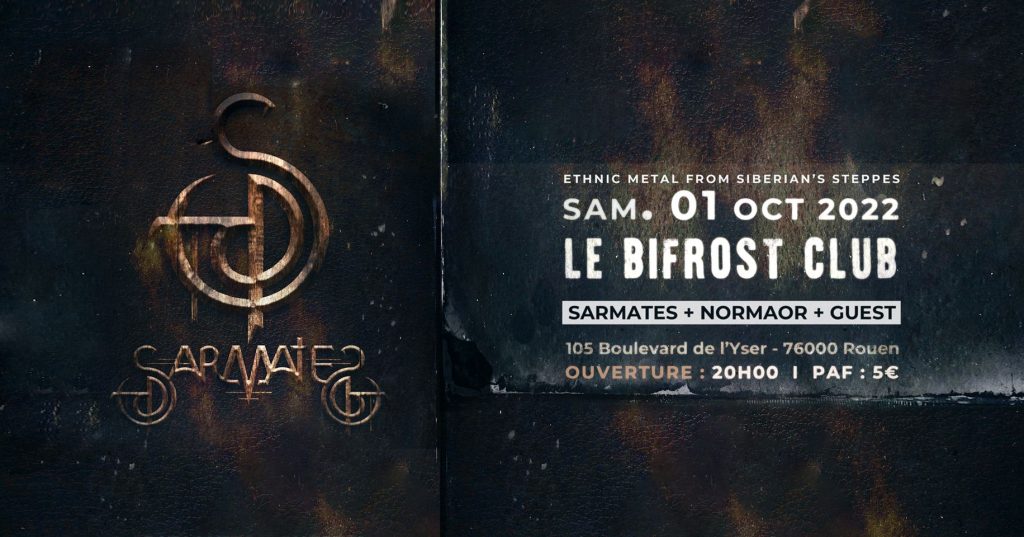 SARMATES
ETHNIC METAL FROM SIBERIAN'S STEPPES
SAM. 01 OCT 2022
LE BIFROST CLUB
SARMATES + NORMAOR + GUEST
105 Boulevard de l'Yser - 76000 Rouen
OUVERTURE : 20H00 I PAF : 5€